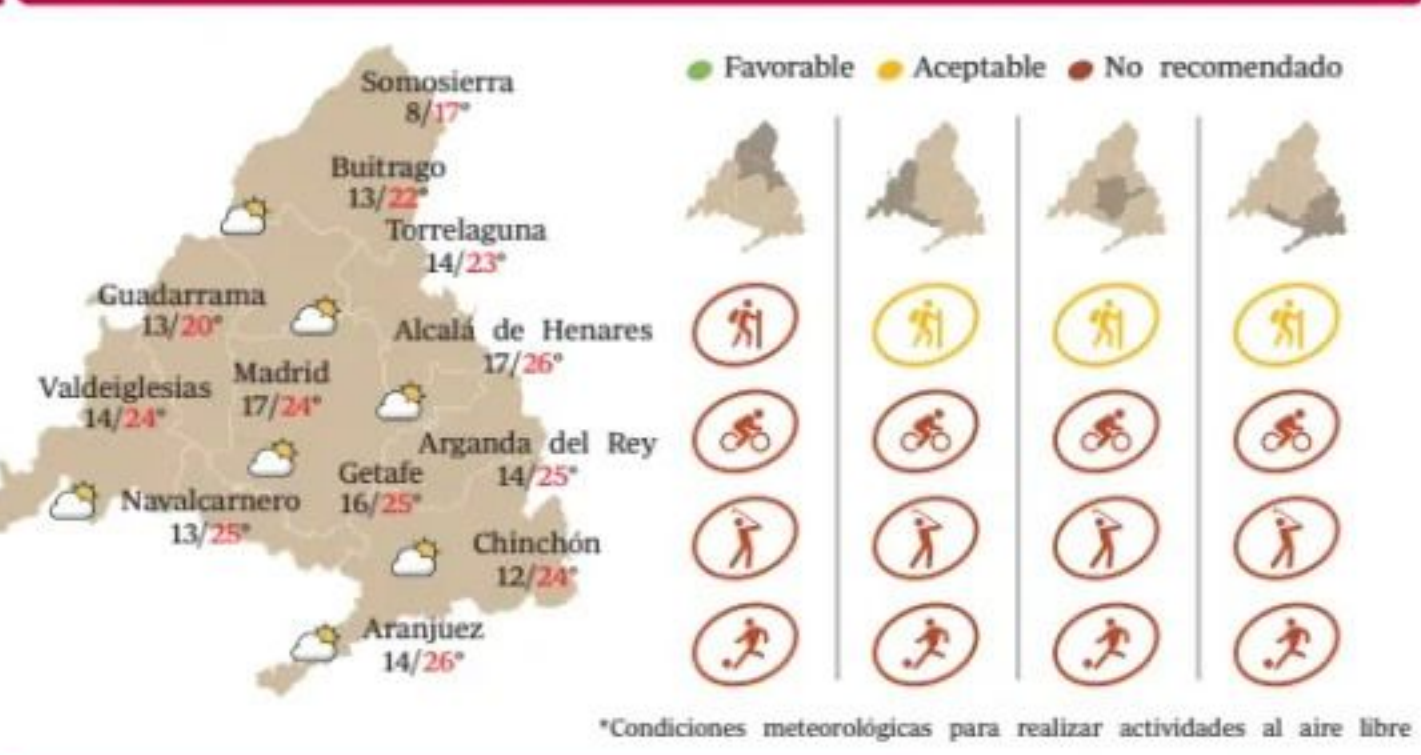 Favorable Aceptable No recomendado
Somosierra
8/17°
Buitrago
13/22°
Torrelaguna
14/23°
Guadarrama
13/20°
Alcalá de Henares
17/26°
Madrid
17/24°
Valdeiglesias
14/24°
Arganda del Rey
14/25°
Getafe
16/25°
Navalcarnero
13/25°
Chinchón
12/24°
Aranjuez
14/26°
*Condiciones meteorológicas para realizar actividades al aire libre